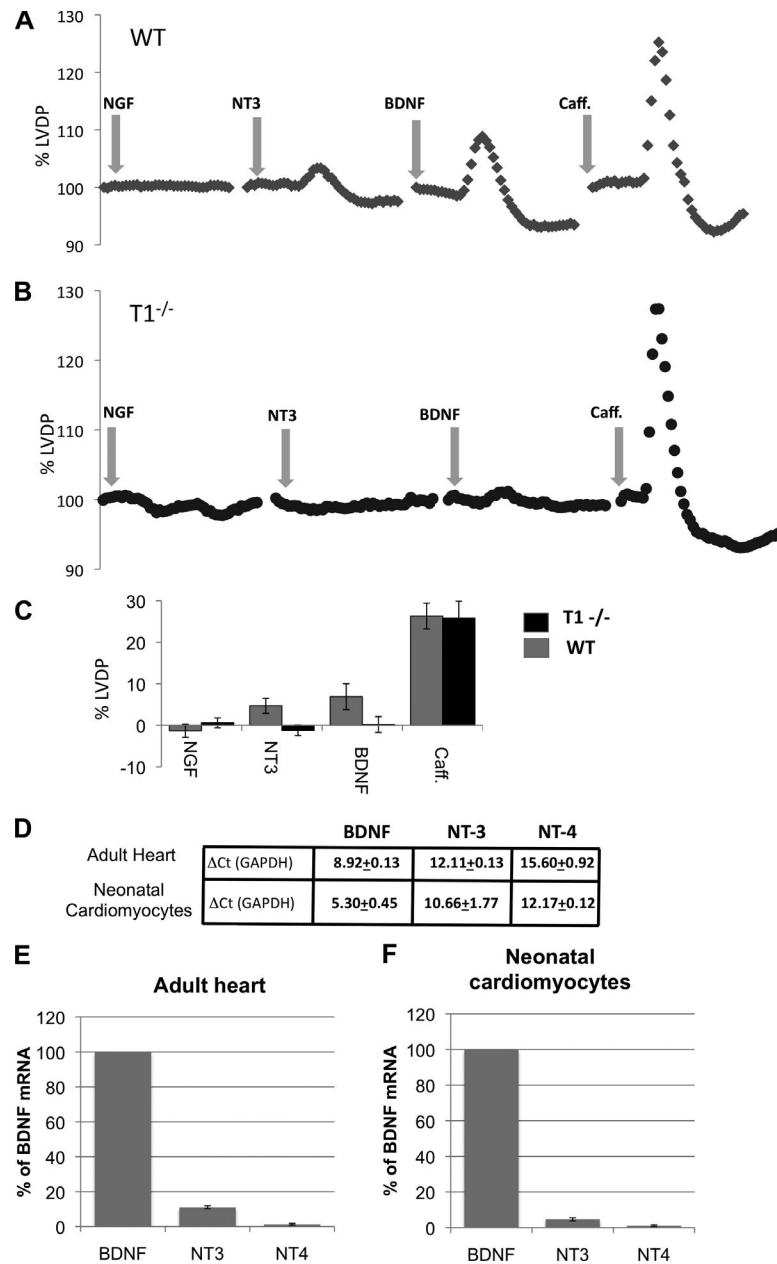 A
WT
% LVDP
130
120
110
100
90
NGF
NT3
BDNF
Caff.
B
T1-/-
% LVDP
130
120
110
100
90
NGF
NT3
BDNF
Caff.
C
% LVDP
30
20
10
0
-10
NGF
NT3
BDNF
Caff.
T1 -/-
WT
D
BDNF NT-3 NT-4
Adult Heart ΔCt (GAPDH) 8.92±0.13 12.11±0.13 15.60±0.92
Neonatal Cardiomyocytes ΔCt (GAPDH) 5.30±0.45 10.66±1.77 12.17±0.12
E
Adult heart
% of BDNF mRNA
120
100
80
60
40
20
0
BDNF NT3 NT4
F
Neonatal
cardiomyocytes
% of BDNF mRNA
120
100
80
60
40
20
0
BDNF NT3 NT4